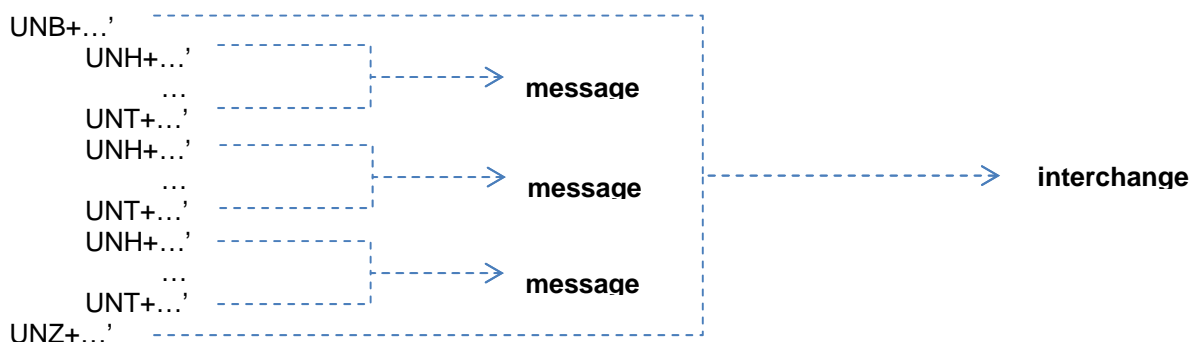 UNB+…’
UNH+…’
…
message
UNT+…’
UNH+…’
…
message
interchange
UNT+…’
UNH+…’
…
message
UNT+…’
UNZ+…’